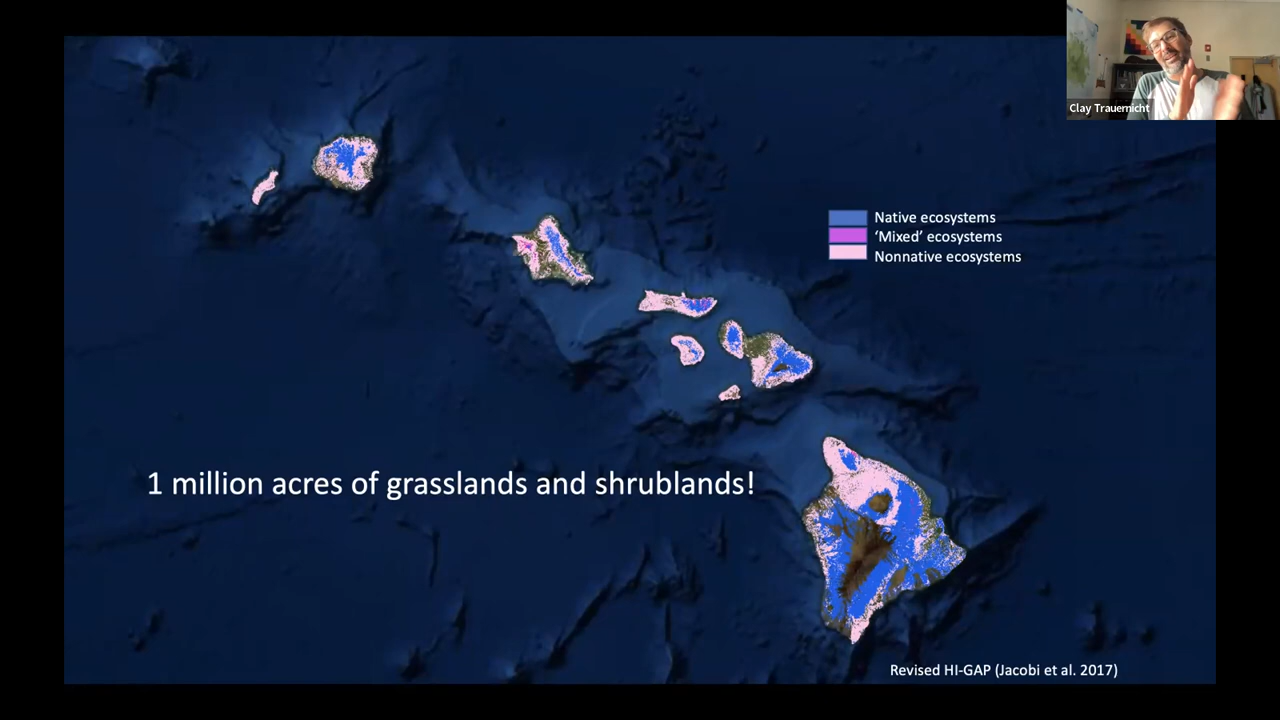 Clay Trauernicht
Native ecosystems
‘Mixed’ ecosystems
Nonnative ecosystems
1 million acres of grasslands and shrublands!
Revised HI-GAP (Jacobi et al. 2017)